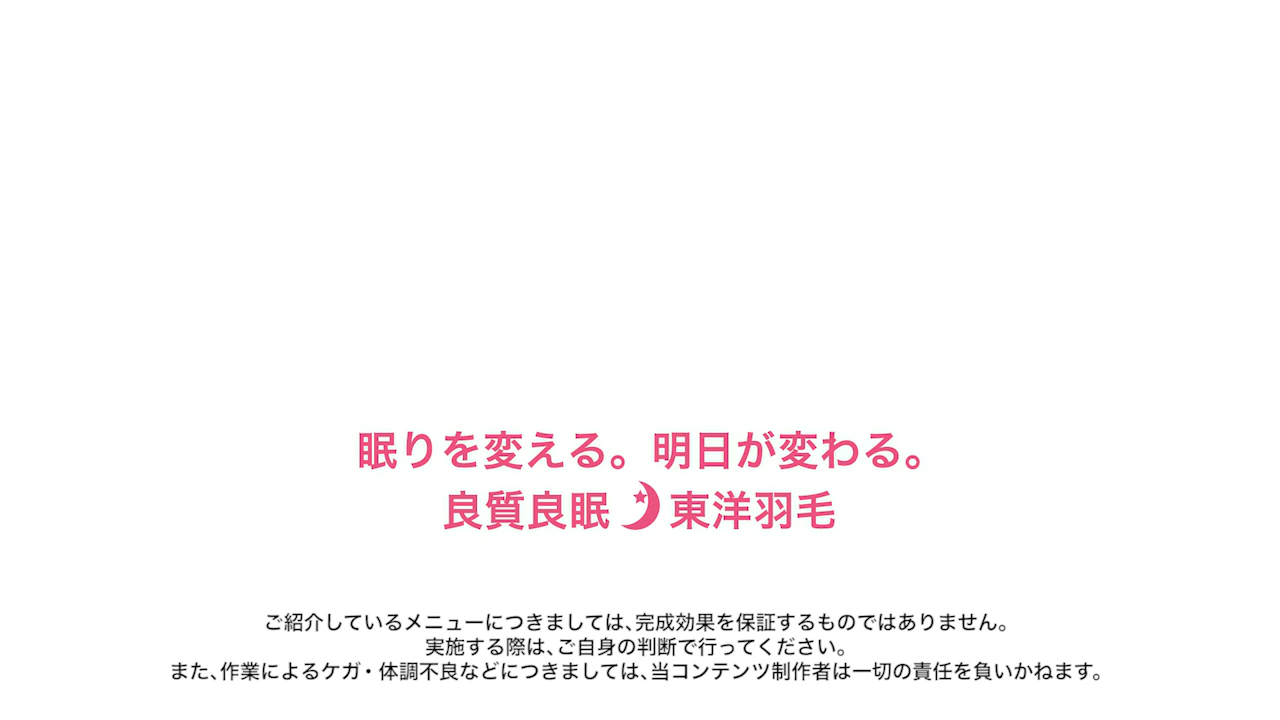 眠りを変える。明日が変わる。
良質良眠 東洋羽毛
ご紹介しているメニューにつきましては、完成効果を保証するものではありません。
実施する際は、ご自身の判断で行ってください。
また、作業によるケガ・体調不良などにつきましては、当コンテンツ制作者は一切の責任を負いかねます。